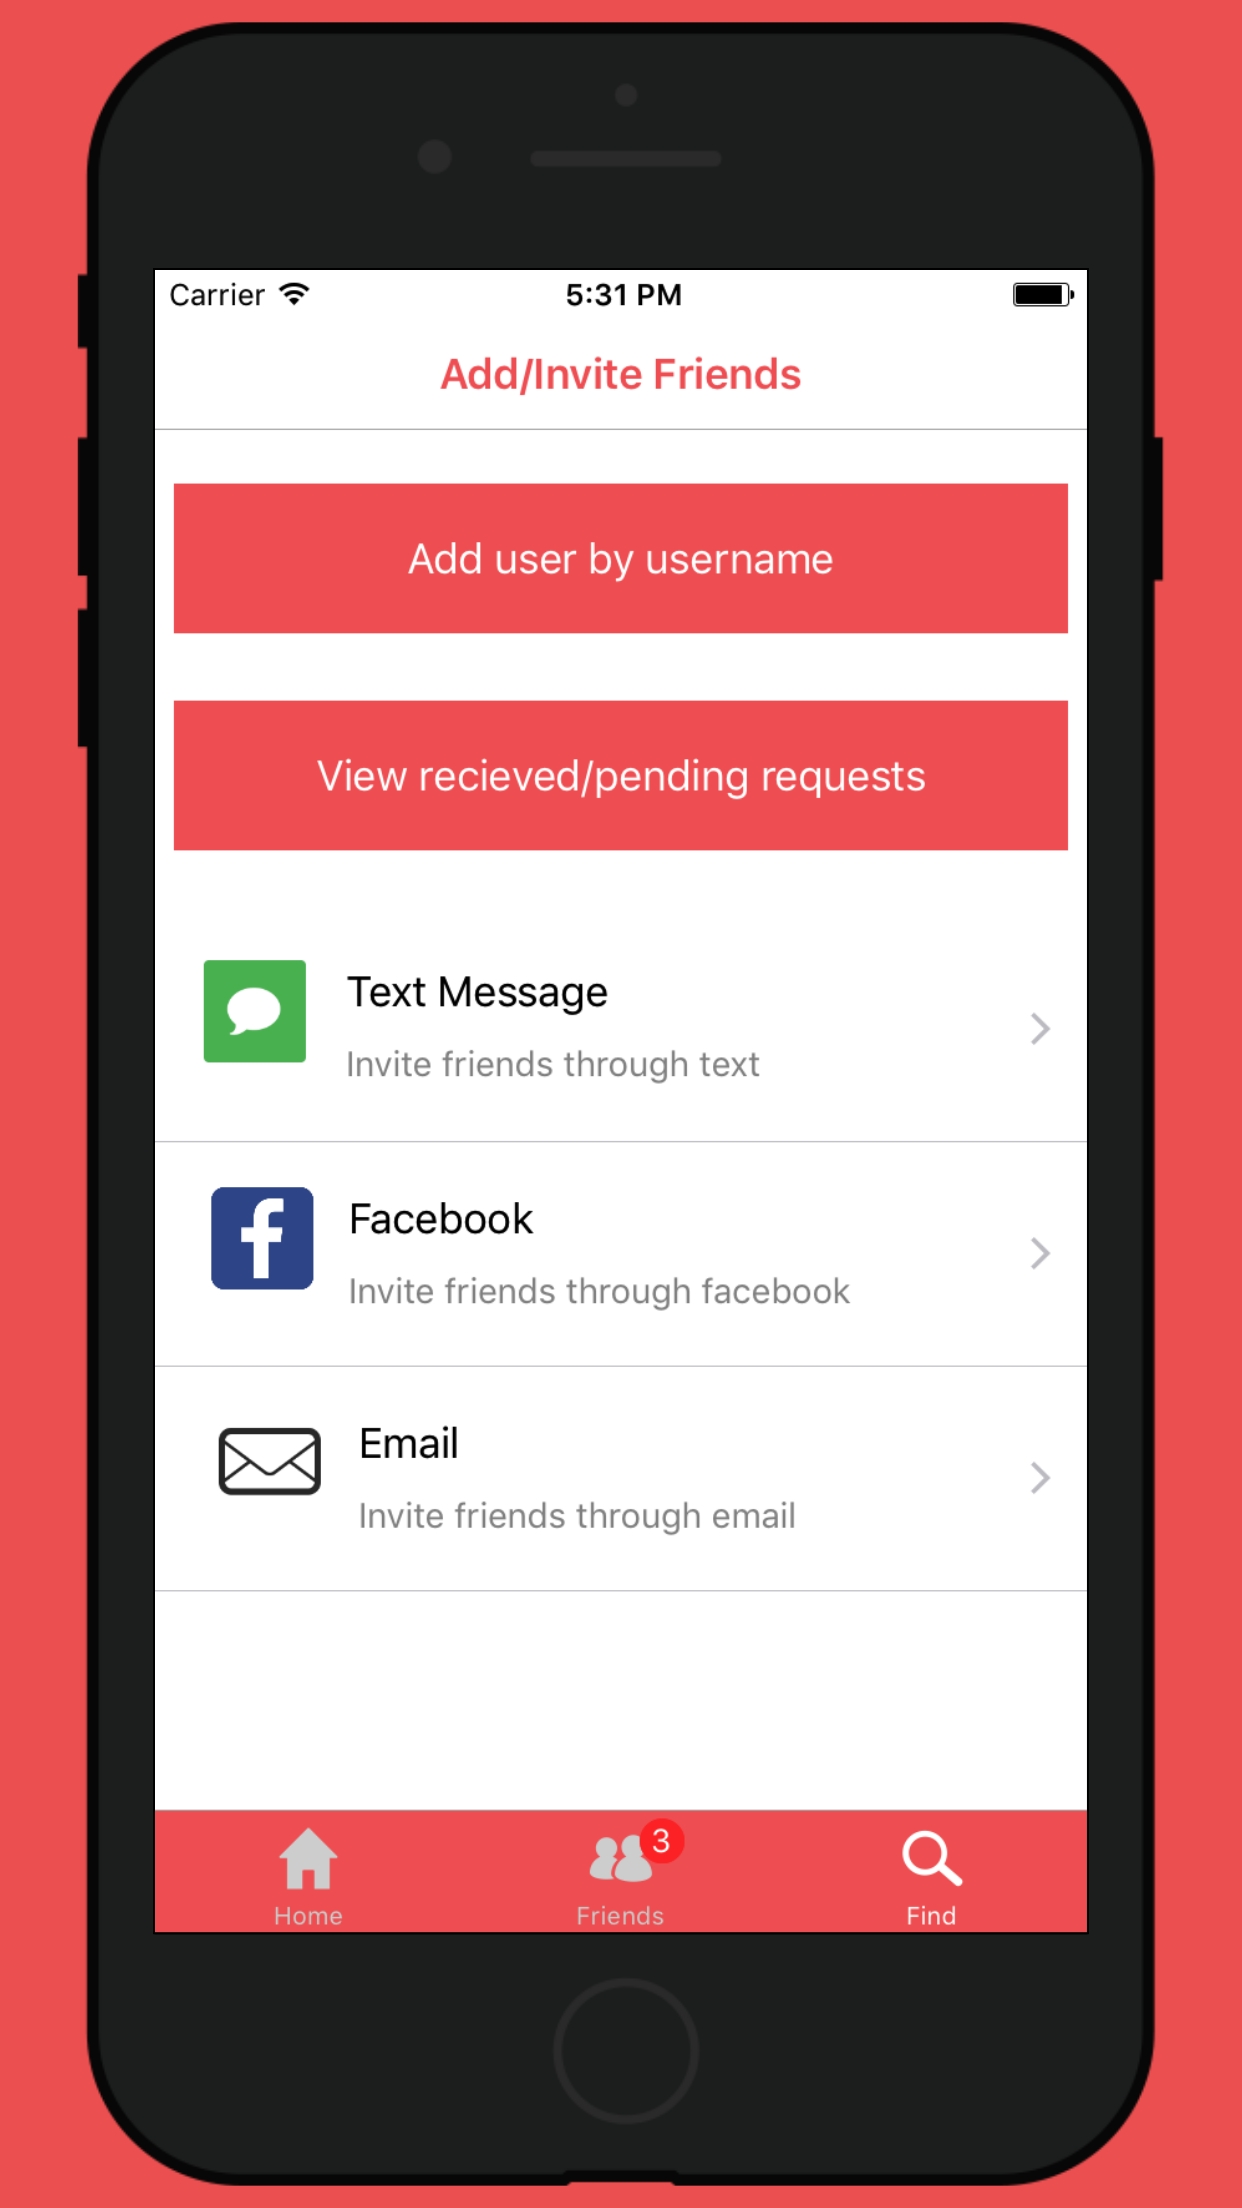 Carrier 5:31 PM
Add/Invite Friends
Add user by username
View recieved/pending requests
Text Message
Invite friends through text
Facebook
Invite friends through facebook
Email
Invite friends through email
3
Home Friends Find